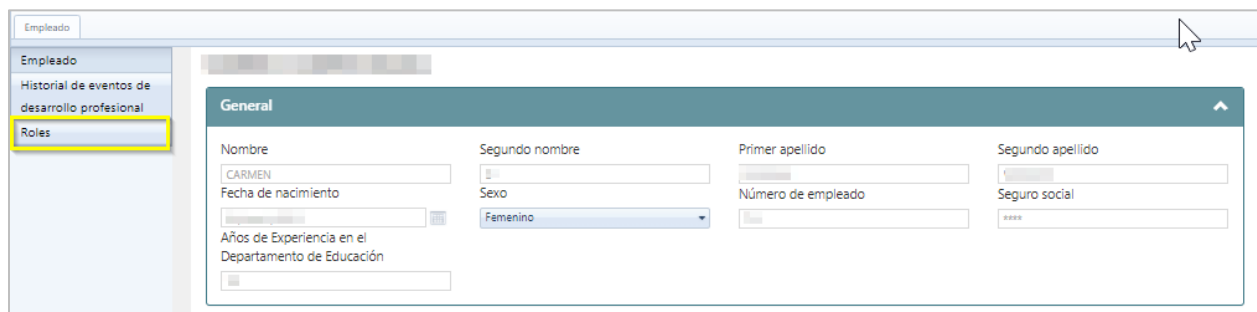 Empleado
Empleado
Historial de eventos de
desarrollo profesional
Roles
General
Nombre
Segundo nombre
Primer apellido
Segundo apellido
CARMEN
Fecha de nacimiento
Sexo
Número de empleado
Seguro social
Femenino
****
Años de Experiencia en el
Departamento de Educación